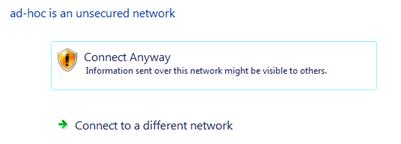 ad-hoc is an unsecured network
Connect Anyway
Information sent over this network might be visible to others.
Connect to a different network